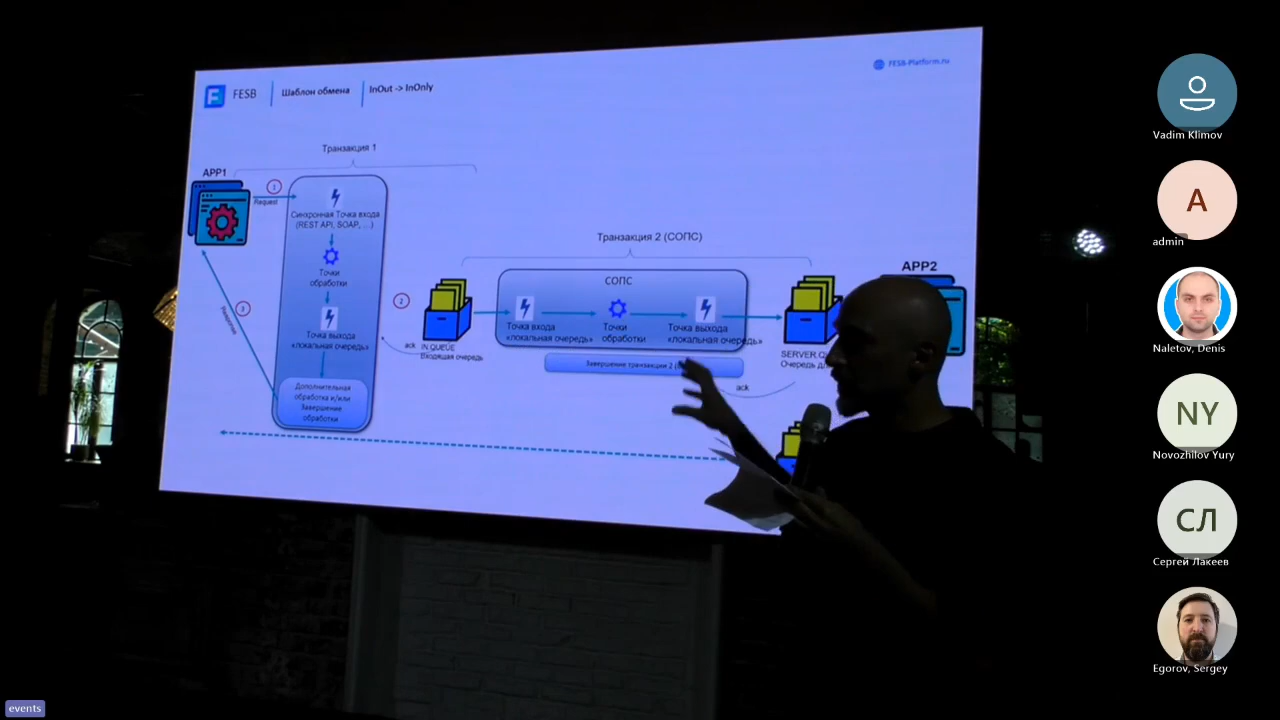 FESB
Шаблон обмена
InOut -> InOnly
FESB-Platform.ru
Транзакция 1
APP1
1
Request
Синхронная Точка входа
(REST API, SOAP, ...)
Точки
обработки
Точка выхода
«локальная очередь»
Дополнительная
обработка и/или
Завершение
обработки
3
2
ack
IN QUEUE
Входящая очередь
Транзакция 2 (СОПС)
СОПС
Точка входа
«локальная очередь»
Точки
обработки
Точка выхода
«локальная очередь»
Завершение транзакции 2
ack
SERVER
Очередь
APP2
Vadim Klimov
A
admin
Naletov, Denis
NY
Novozhilov Yury
СЛ
Сергей Лакеев
Egorov, Sergey
events